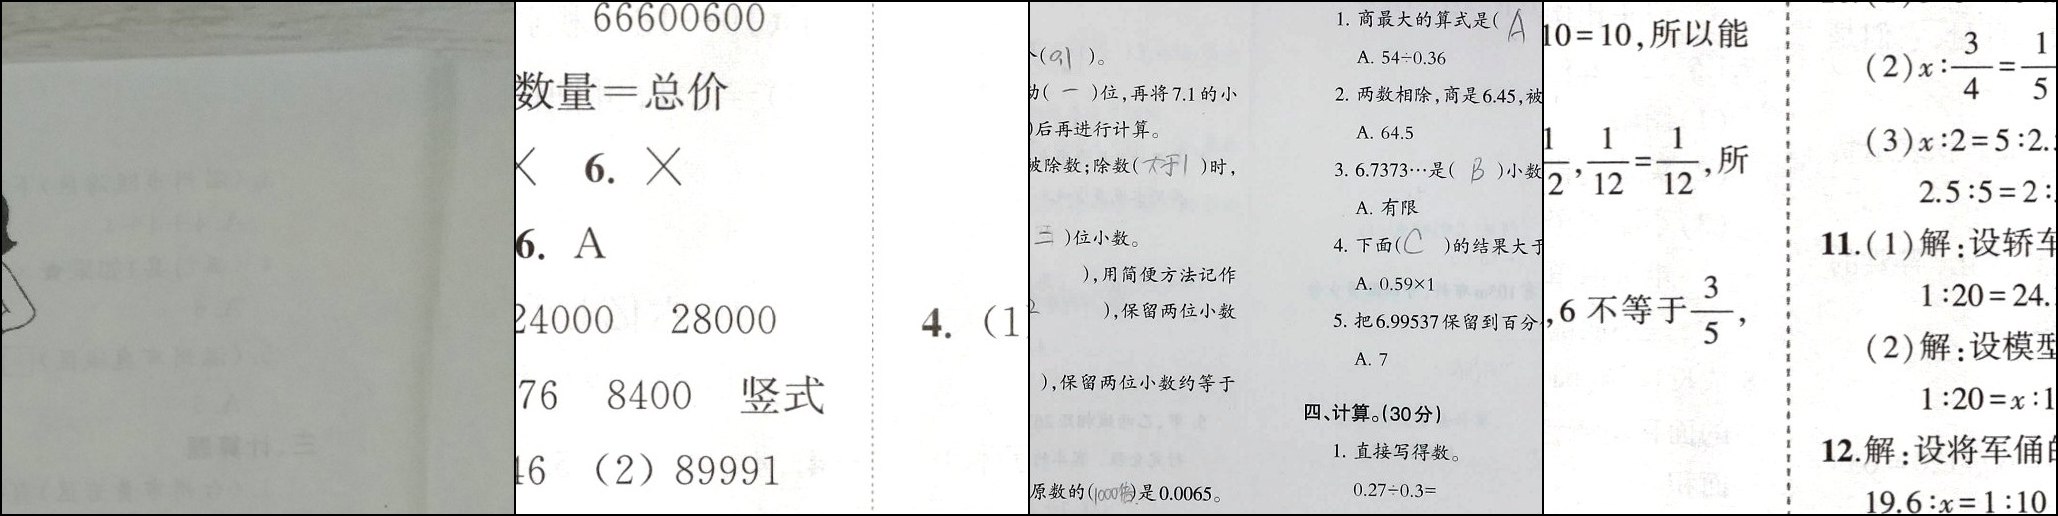 66600600
数量＝总价
× 6. ×
6. A
24000 28000
4. (1
76 8400 竖式
46 (2) 89991
(0.1 )。
动( 一 )位,再将7.1的小
)后再进行计算。
被除数;除数( 大于1 )时,
三 )位小数。
),用简便方法记作
),保留两位小数
),保留两位小数约等于
原数的(1000倍)是0.0065。
1. 商最大的算式是( A
A. 54÷0.36
2. 两数相除,商是6.45,被
A. 64.5
3. 6.7373…是( B )小数
A. 有限
4. 下面( C )的结果大于
A. 0.59×1
5. 把6.99537保留到百分
A. 7
四、计算。(30分)
1. 直接写得数。
0.27÷0.3=
10=10,所以能
1/2,1/12=1/12,所
,6不等于3/5,
(2)x:3/4=1/5
(3)x:2=5:2.
2.5:5=2:
11.(1)解:设轿车
1:20=24.
(2)解:设模型
1:20=x:1
12.解:设将军俑的
19.6:x=1:10